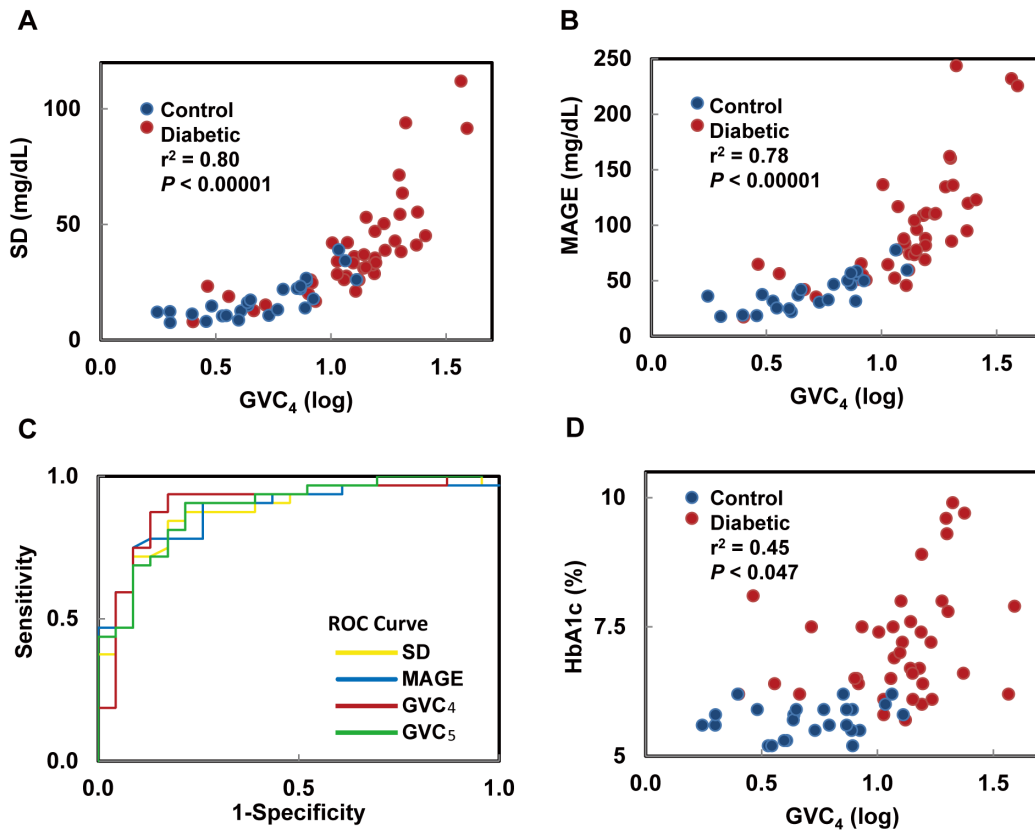 A
SD (mg/dL)
100
50
0
Control
Diabetic
r² = 0.80
P < 0.00001
0.0 0.5 1.0 1.5
GVC₄ (log)
B
MAGE (mg/dL)
250
200
150
100
50
0
Control
Diabetic
r² = 0.78
P < 0.00001
0.0 0.5 1.0 1.5
GVC₄ (log)
C
Sensitivity
1.0
0.5
0.0
ROC Curve
SD
MAGE
GVC₄
GVC₅
0.0 0.5 1.0
1-Specificity
D
HbA1c (%)
10
7.5
5
Control
Diabetic
r² = 0.45
P < 0.047
0.0 0.5 1.0 1.5
GVC₄ (log)